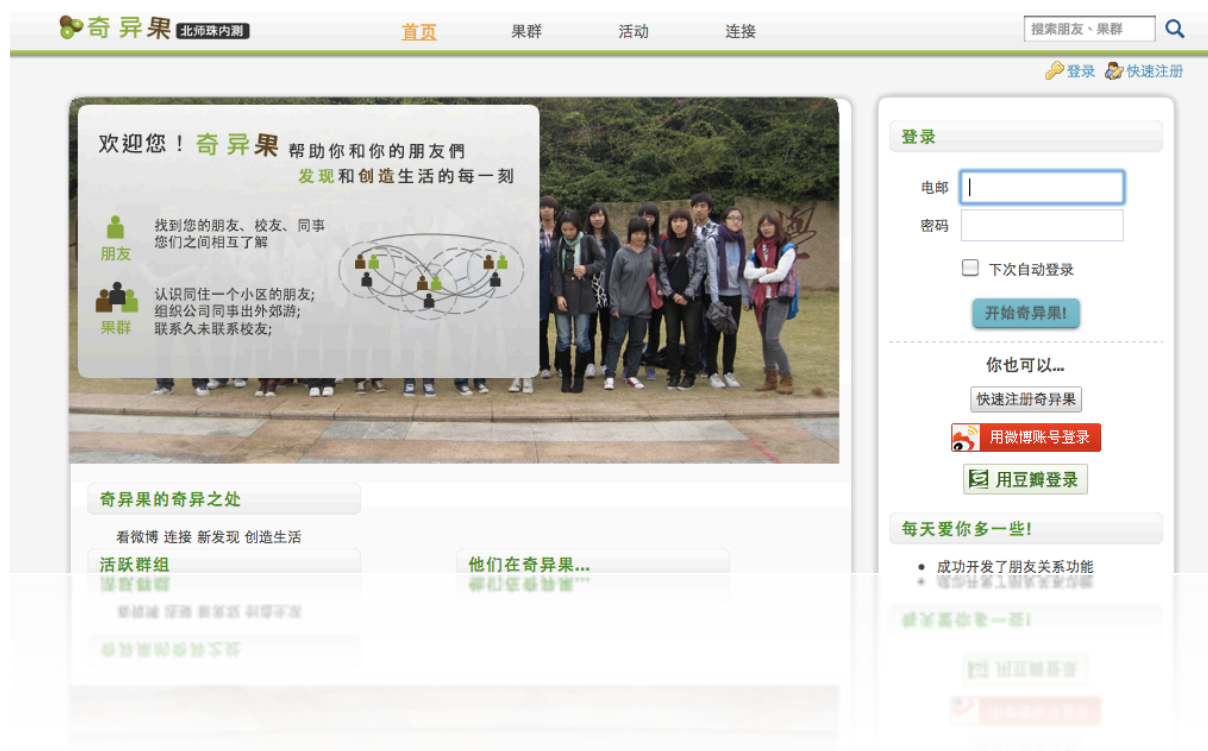 奇异果 北师珠内测
首页 果群 活动 连接
搜索朋友、果群
登录 快速注册
欢迎您！奇异果 帮助你和你的朋友們
发现和创造生活的每一刻
朋友
找到您的朋友、校友、同事
您们之间相互了解
果群
认识同住一个小区的朋友;
组织公司同事出外郊游;
联系久未联系校友;
奇异果的奇异之处
看微博 连接 新发现 创造生活
活跃群组
他们在奇异果...
登录
电邮
密码
下次自动登录
开始奇异果!
你也可以...
快速注册奇异果
用微博账号登录
用豆瓣登录
每天爱你多一些!
成功开发了朋友关系功能